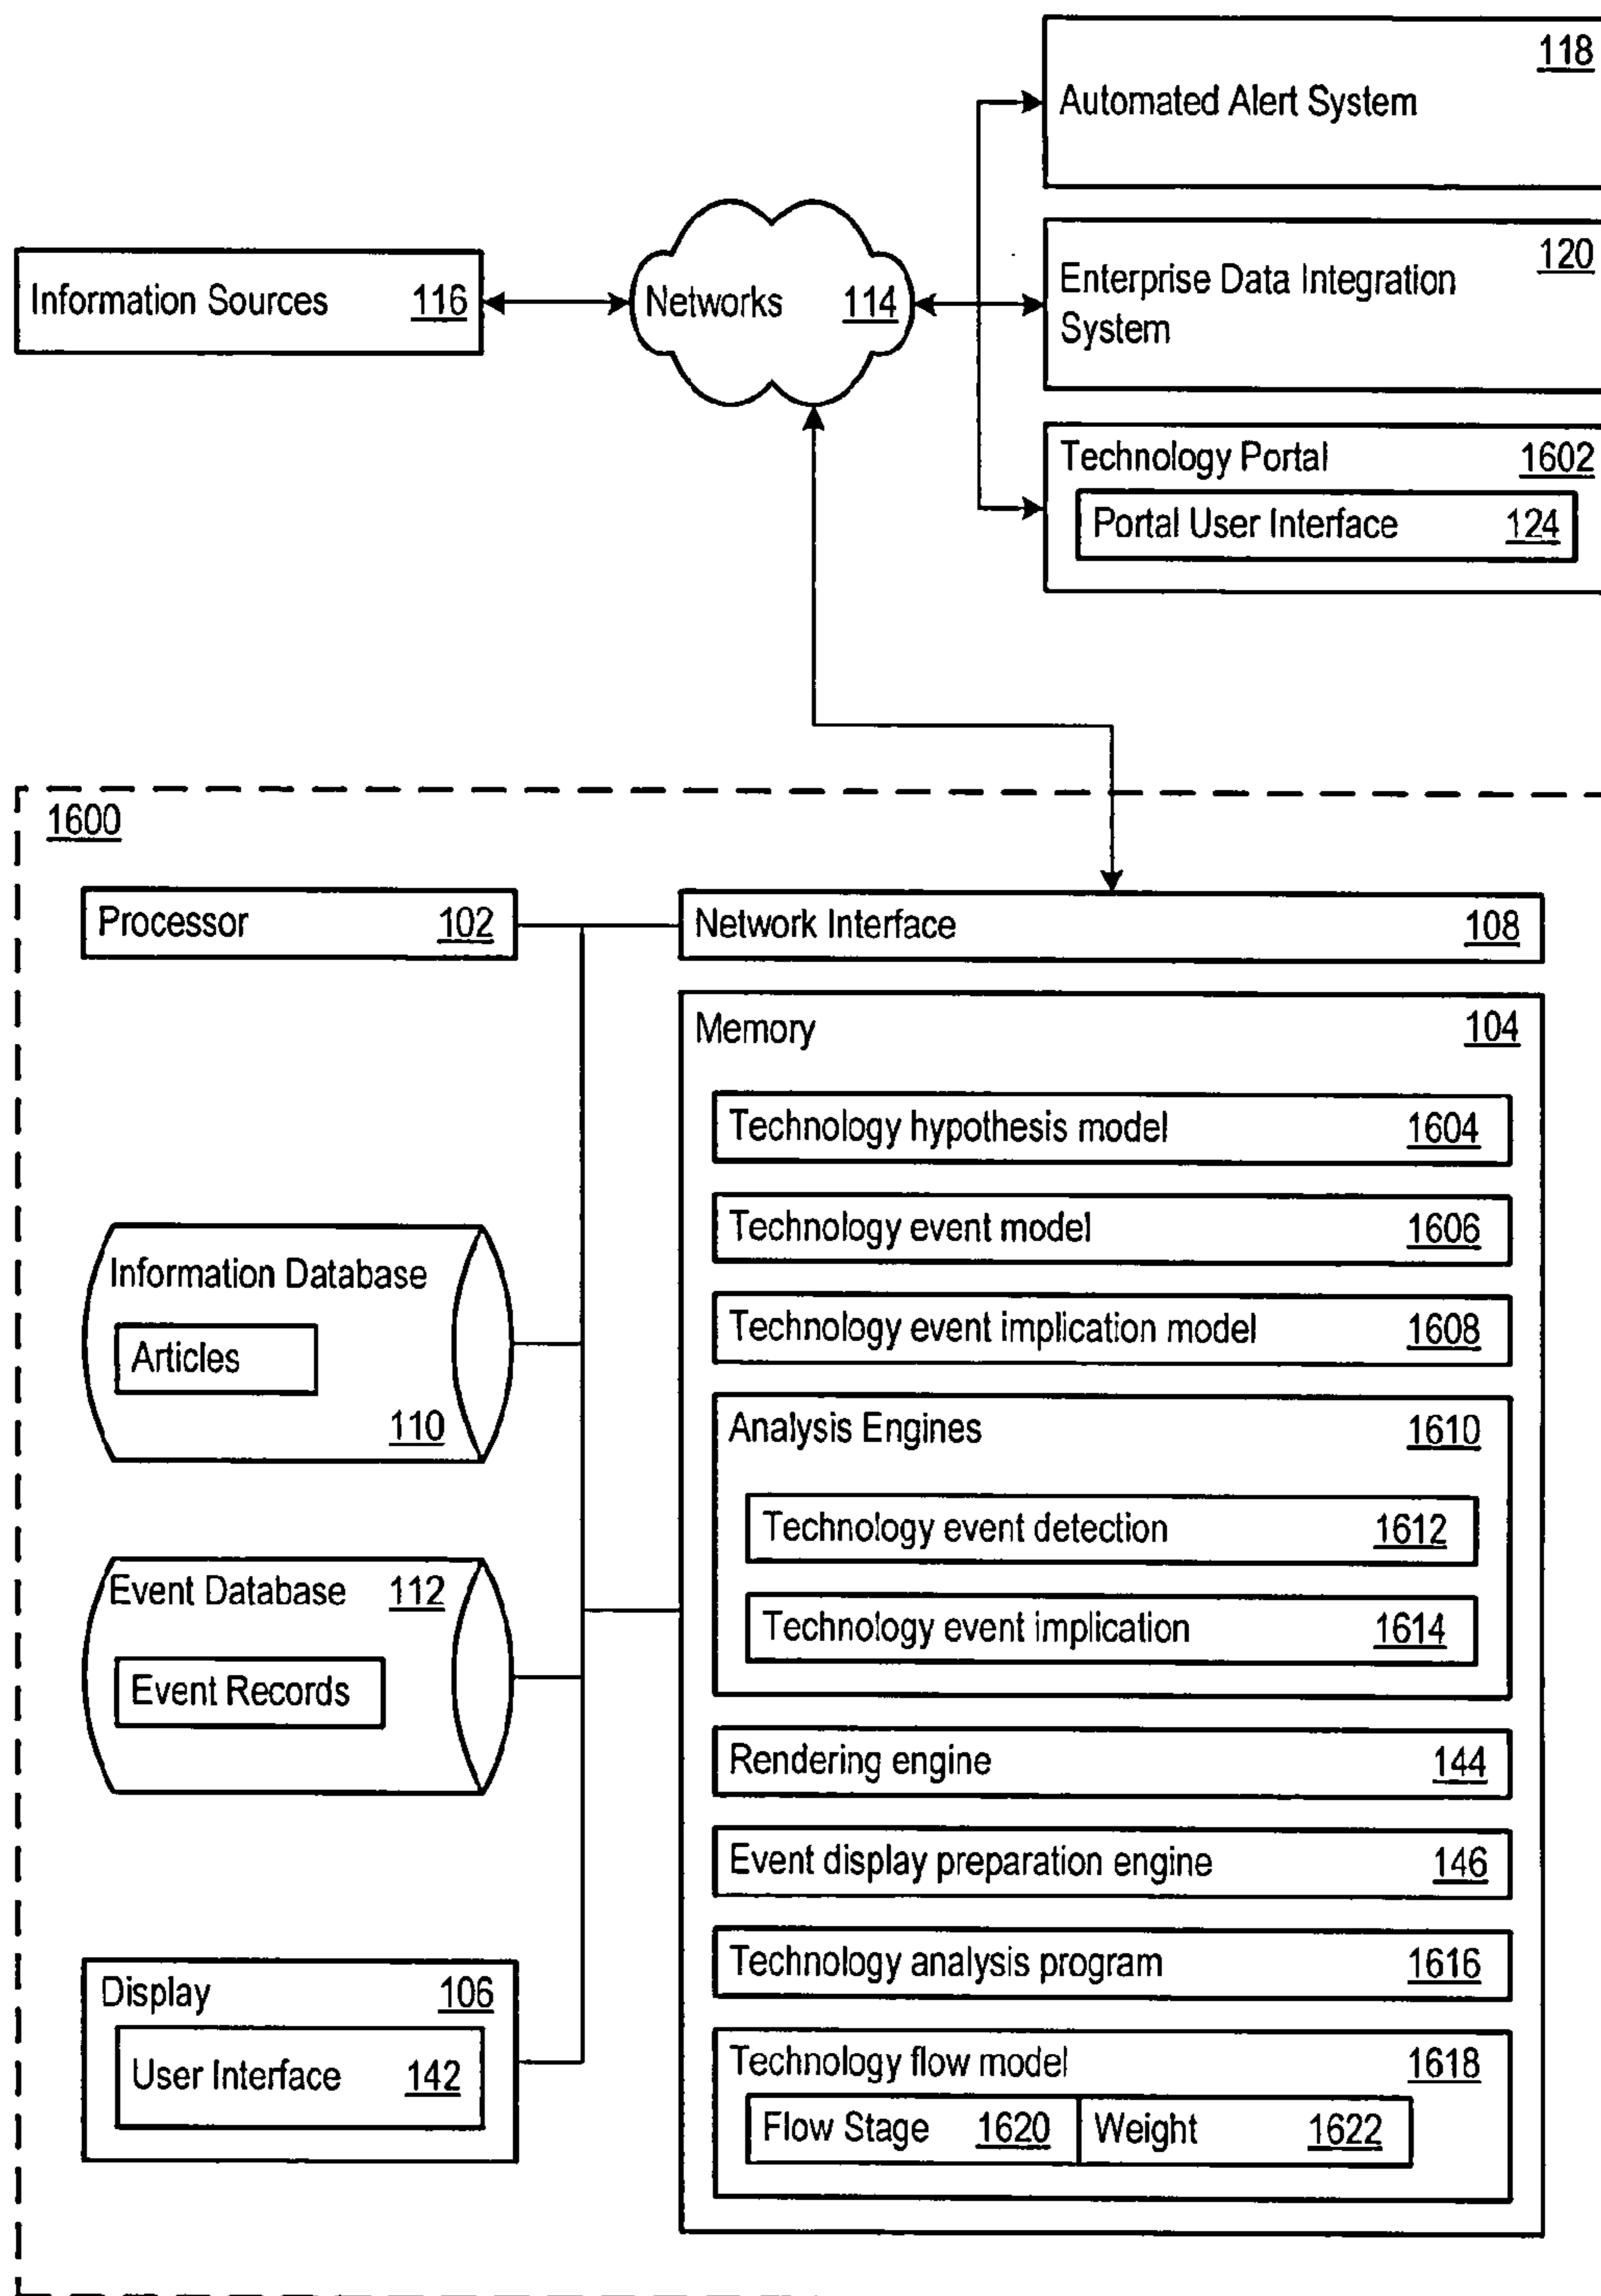 118
Automated Alert System
120
Enterprise Data Integration
System
Information Sources 116
Networks 114
Technology Portal 1602
Portal User Interface 124
1600
Processor 102
Network Interface 108
Memory 104
Technology hypothesis model 1604
Technology event model 1606
Technology event implication model 1608
Analysis Engines 1610
Technology event detection 1612
Technology event implication 1614
Rendering engine 144
Event display preparation engine 146
Technology analysis program 1616
Technology flow model 1618
Flow Stage 1620 Weight 1622
Information Database
Articles
110
Event Database 112
Event Records
Display 106
User Interface 142